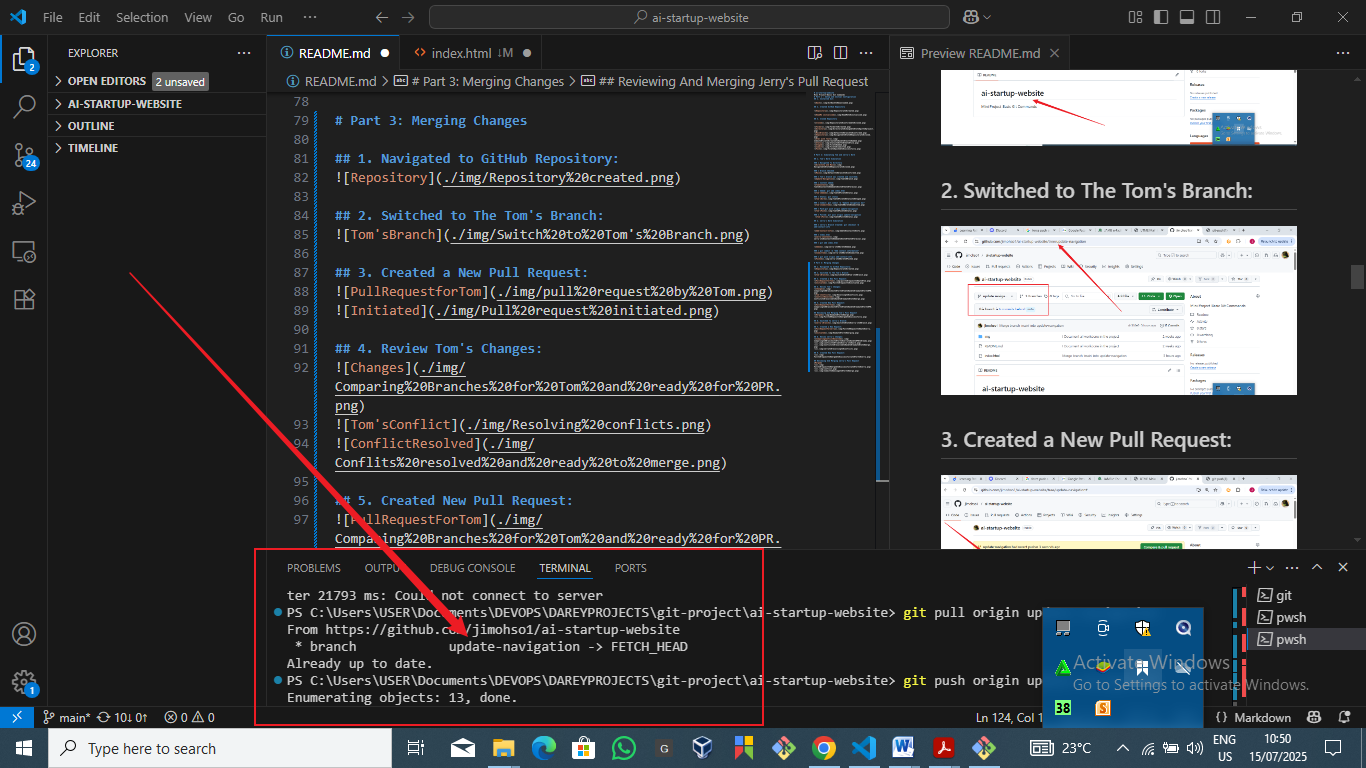 File Edit Selection View Go Run ··· ai-startup-website
EXPLORER
OPEN EDITORS 2 unsaved
AI-STARTUP-WEBSITE
OUTLINE
TIMELINE
2
24
1
README.md
index.html ↓M
README.md > # Part 3: Merging Changes > ## Reviewing And Merging Jerry's Pull Request
78
79 # Part 3: Merging Changes
80
81 ## 1. Navigated to GitHub Repository:
82 ![Repository](./img/Repository%20created.png)
83
84 ## 2. Switched to The Tom's Branch:
85 ![Tom'sBranch](./img/Switch%20to%20Tom's%20Branch.png)
86
87 ## 3. Created a New Pull Request:
88 ![PullRequestforTom](./img/pull%20request%20by%20Tom.png)
89 ![Initiated](./img/Pull%20request%20initiated.png)
90
91 ## 4. Review Tom's Changes:
92 ![Changes](./img/
Comparing%20Branches%20for%20Tom%20and%20ready%20for%20PR.
png)
93 ![Tom'sConflict](./img/Resolving%20conflicts.png)
94 ![ConflictResolved](./img/
Conflits%20resolved%20and%20ready%20to%20merge.png)
95
96 ## 5. Created New Pull Request:
97 ![PullRequestForTom](./img/
Comparing%20Branches%20for%20Tom%20and%20ready%20for%20PR.
Preview README.md
ai-startup-website
2. Switched to The Tom's Branch:
ai-startup-website
ai-startup-website
3. Created a New Pull Request:
ai-startup-website
PROBLEMS OUTPU DEBUG CONSOLE TERMINAL PORTS
ter 21793 ms: Could not connect to server
PS C:\Users\USER\Documents\DEVOPS\DAREYPROJECTS\git-project\ai-startup-website> git pull origin up
From https://github.com/jimohso1/ai-startup-website
* branch update-navigation -> FETCH_HEAD
Already up to date.
PS C:\Users\USER\Documents\DEVOPS\DAREYPROJECTS\git-project\ai-startup-website> git push origin up
Enumerating objects: 13, done.
git
pwsh
pwsh
Activate Windows
Go to Settings to activate Windows.
38
S
main* 10↓ 0↑ 0 0 Ln 124, Col 1 {} Markdown
Type here to search
G
W
23°C
ENG
US
10:50
15/07/2025